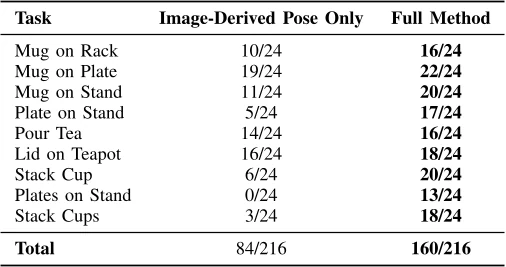 Task Image-Derived Pose Only Full Method
Mug on Rack 10/24 16/24
Mug on Plate 19/24 22/24
Mug on Stand 11/24 20/24
Plate on Stand 5/24 17/24
Pour Tea 14/24 16/24
Lid on Teapot 16/24 18/24
Stack Cup 6/24 20/24
Plates on Stand 0/24 13/24
Stack Cups 3/24 18/24
Total 84/216 160/216